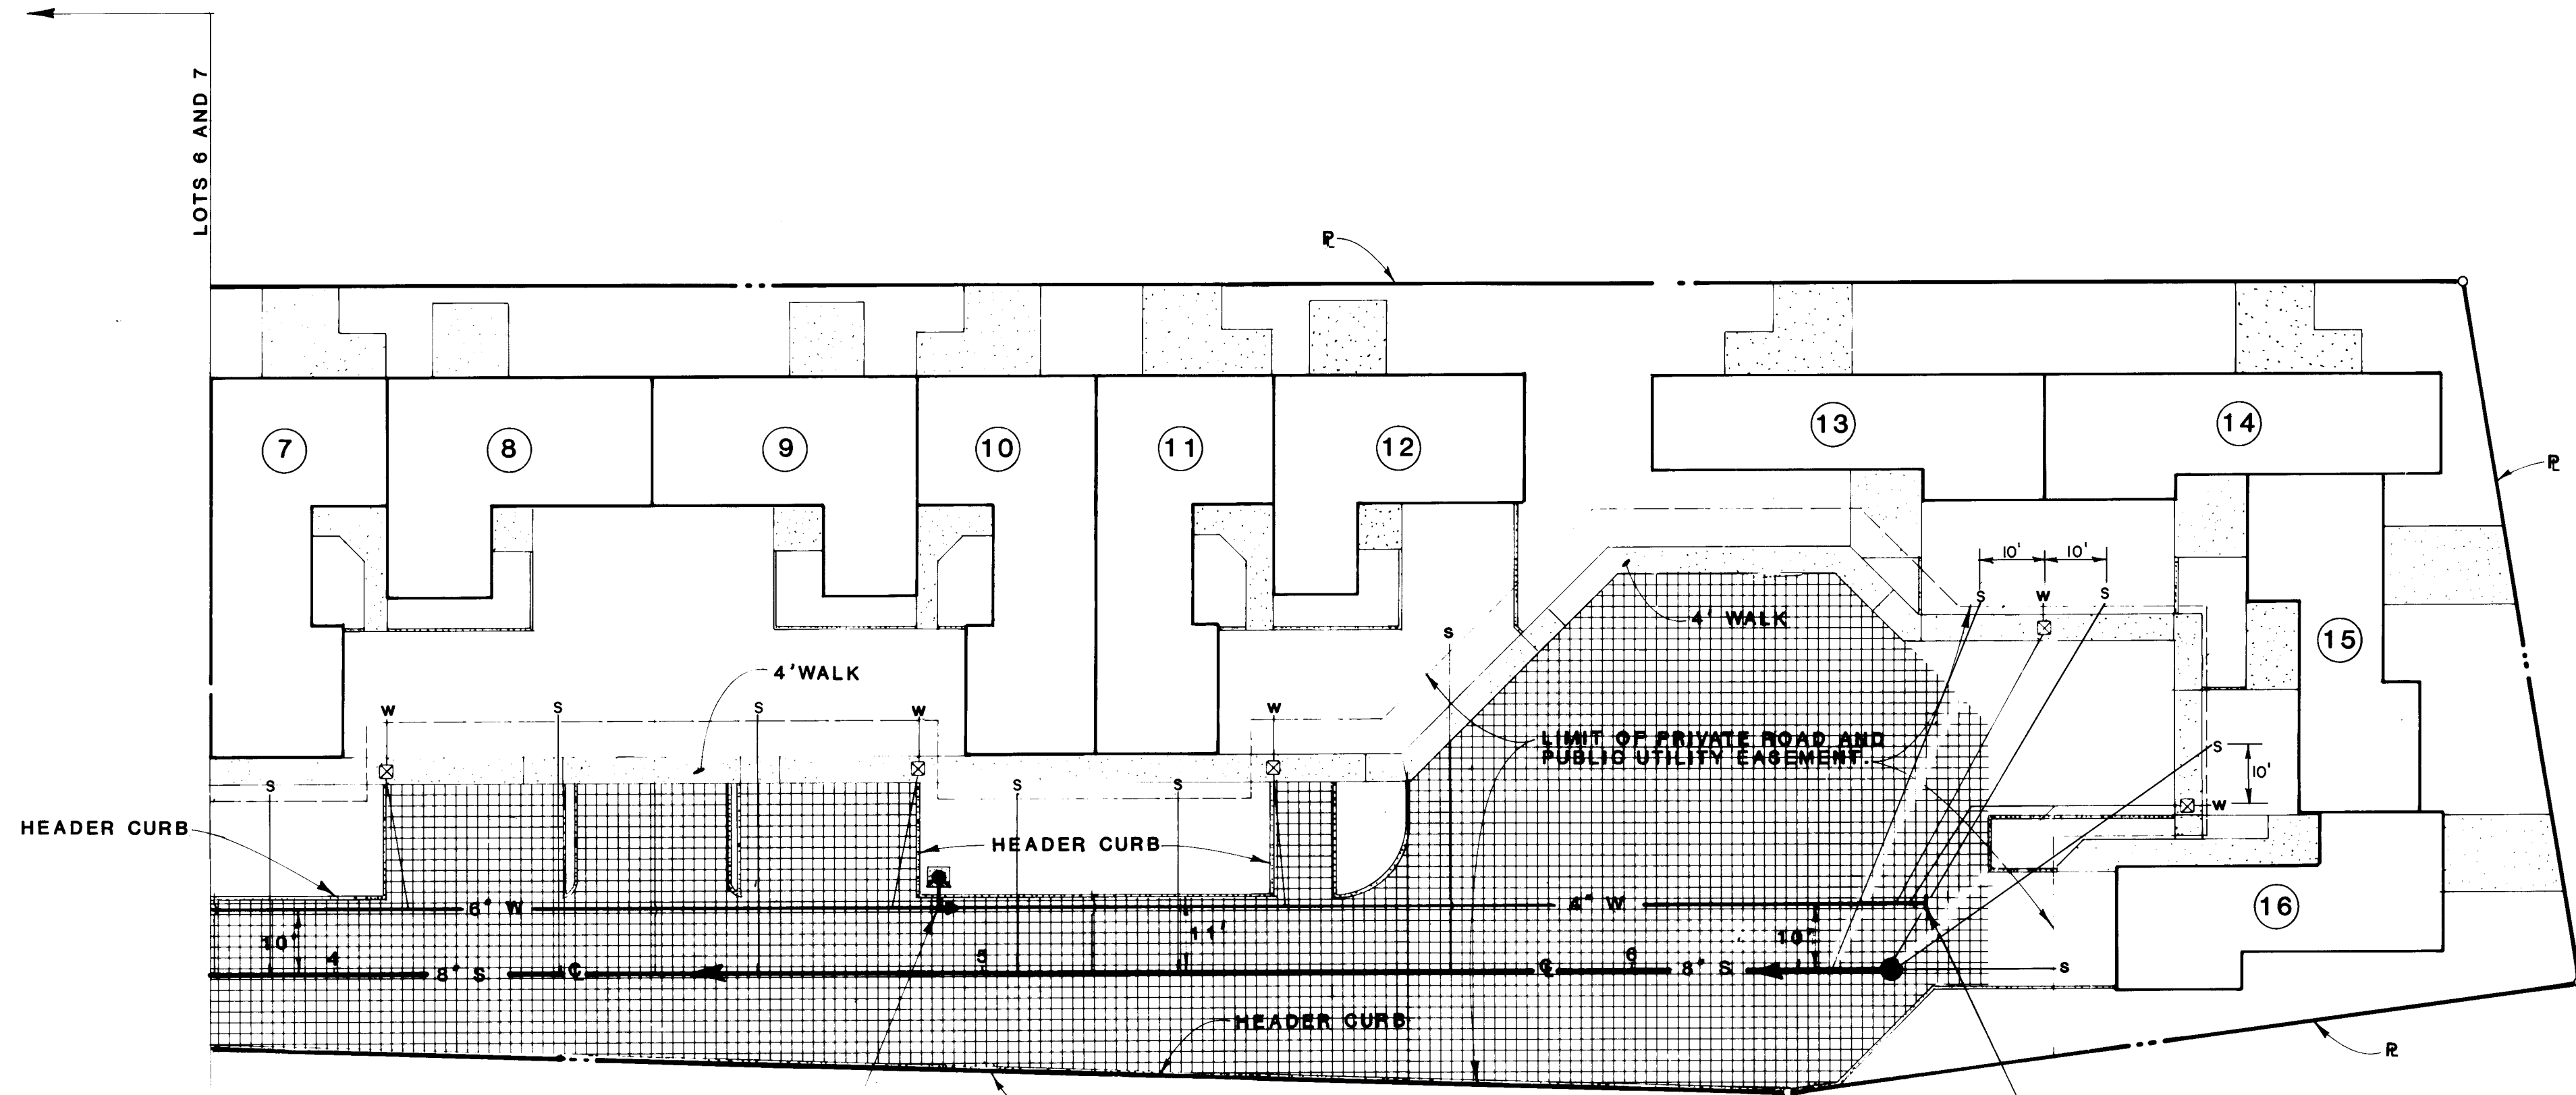 LOTS 6 AND 7
℄
7
8
9
10
11
12
13
14
15
16
10'
10'
S
W
S
4' WALK
4' WALK
S
W
S
S
W
W
S
10'
W
LIMIT OF PRIVATE ROAD AND
PUBLIC UTILITY EASEMENT.
S
S
S
HEADER CURB
HEADER CURB
6" W
4" W
10'
11'
10'
4
5
6
8" S
℄
℄
8" S
S
HEADER CURB
PL
PL